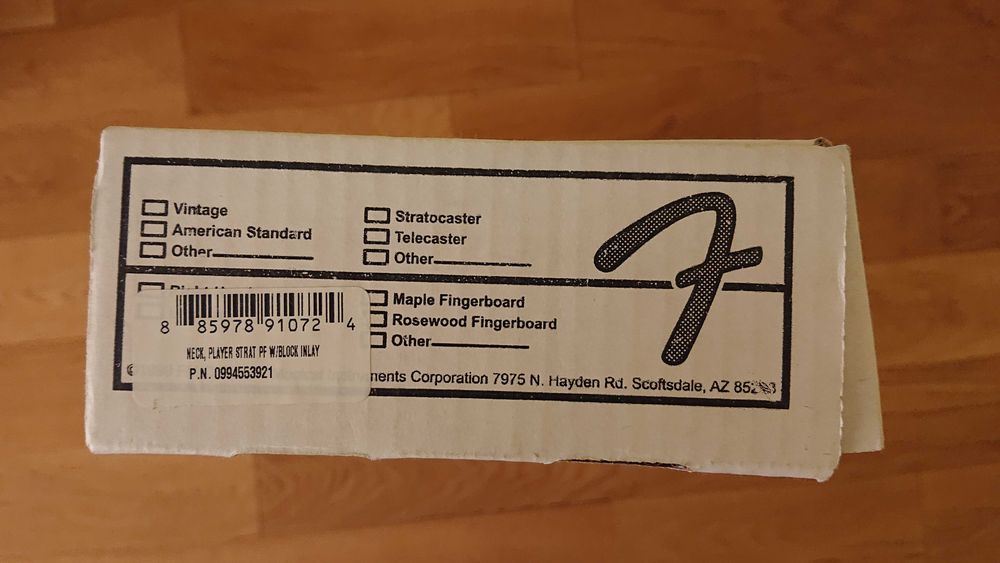 Vintage
American Standard
Other
Stratocaster
Telecaster
Other
8 85978 91072 4
NECK, PLAYER STRAT PF W/BLOCK INLAY
P.N. 0994553921
Maple Fingerboard
Rosewood Fingerboard
Other
Corporation 7975 N. Hayden Rd. Scottsdale, AZ
F